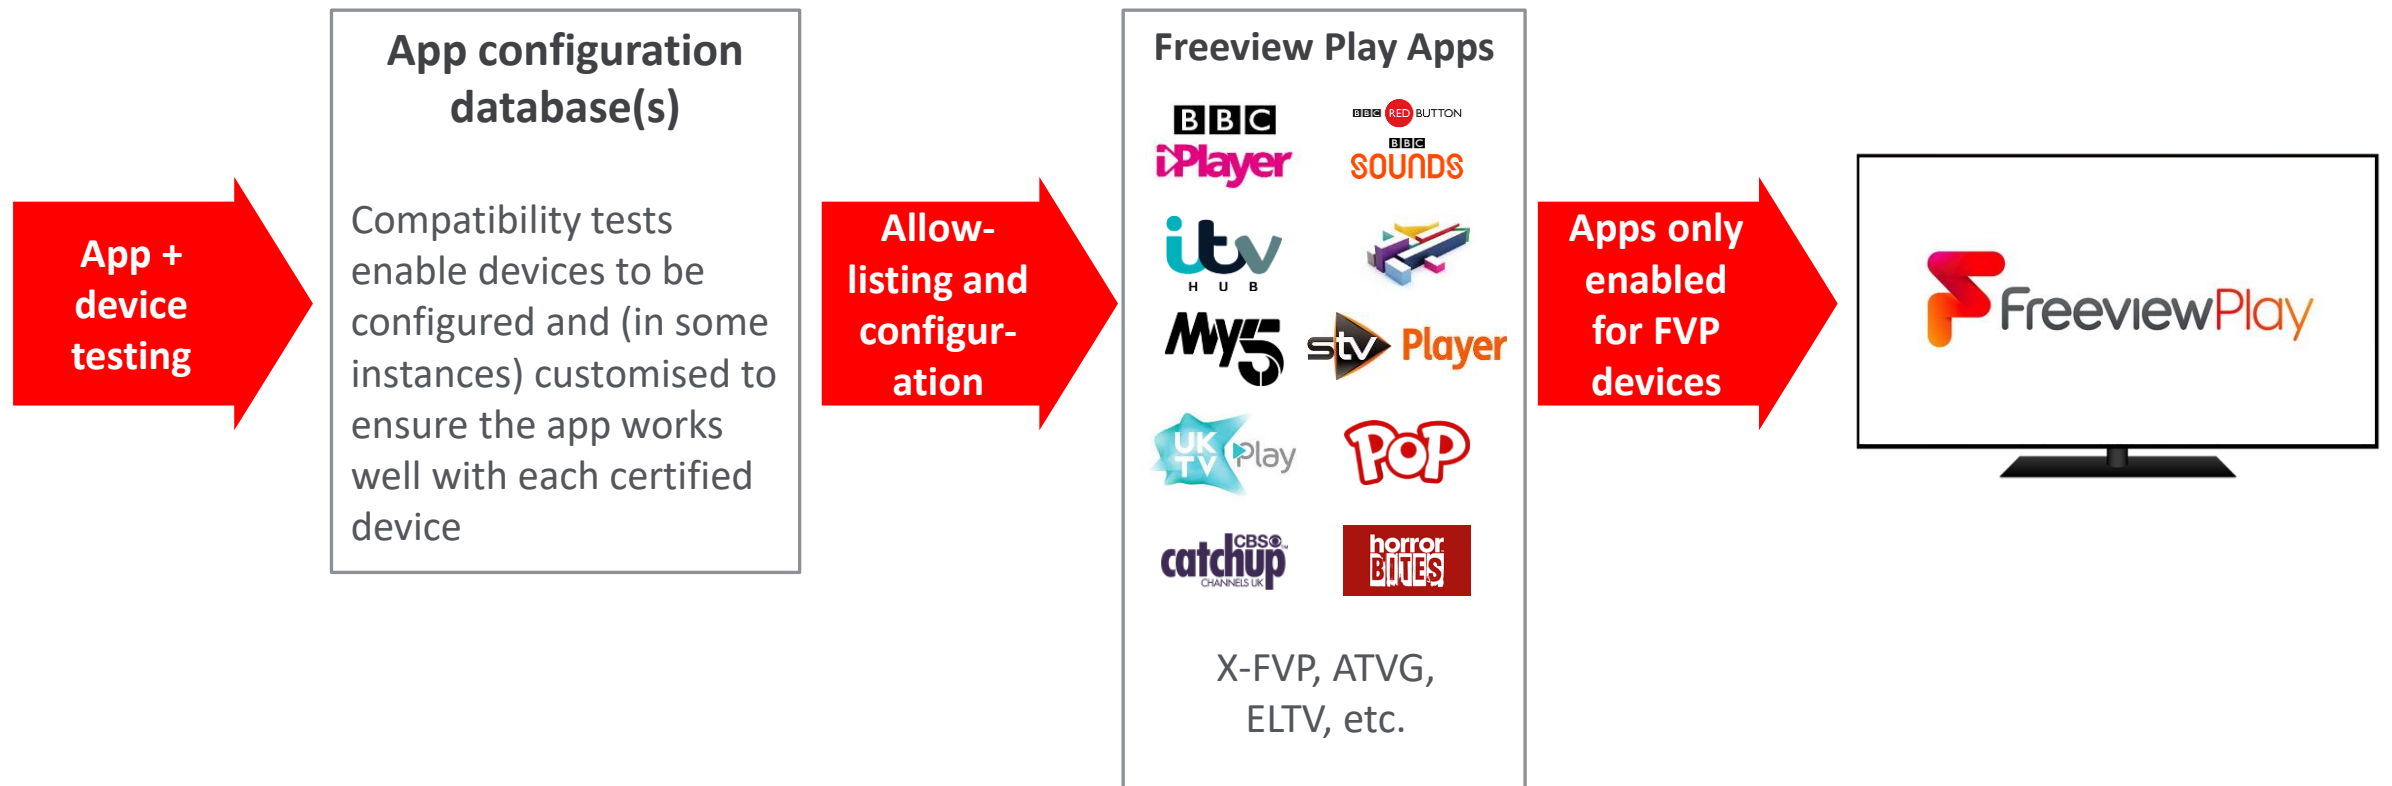 App +
device
testing
App configuration
database(s)
Compatibility tests
enable devices to be
configured and (in some
instances) customised to
ensure the app works
well with each certified
device
Allow-
listing and
configur-
ation
Freeview Play Apps
BBC
iPlayer
BBC RED BUTTON
BBC
SOUNDS
itv
HUB
My5
stv Player
UK
TV Play
POP
CBS
catchup
CHANNELS UK
horror
BITES
X-FVP, ATVG,
ELTV, etc.
Apps only
enabled
for FVP
devices
FreeviewPlay